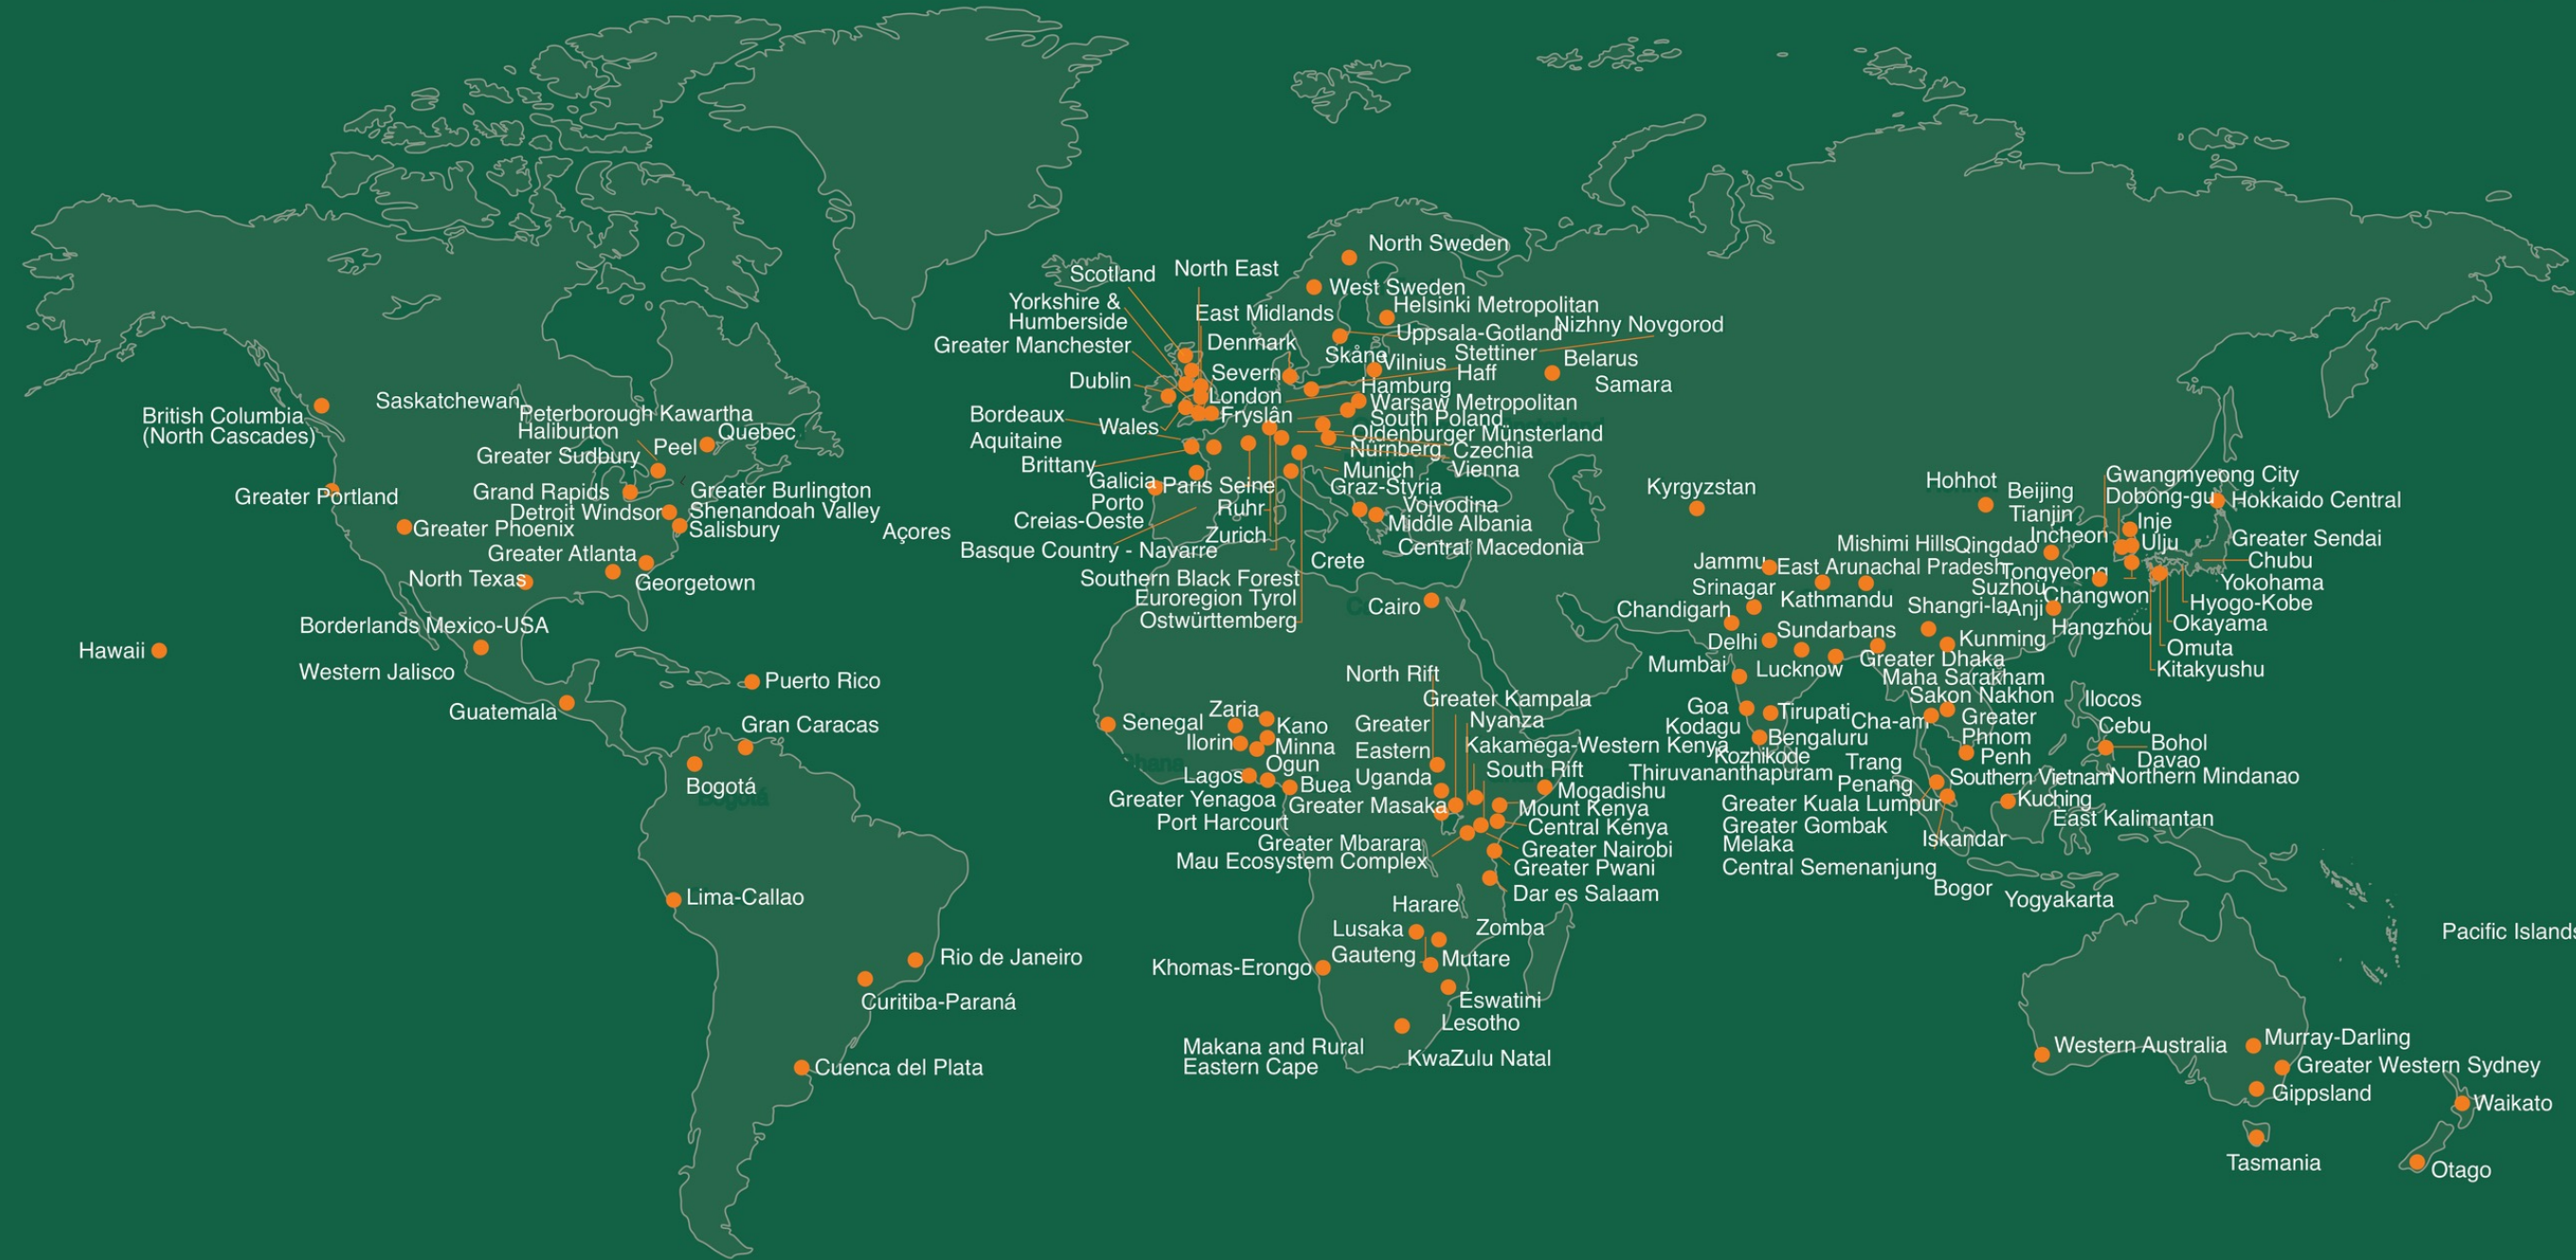 North Sweden
Scotland
North East
West Sweden
Yorkshire &
Humberside
East Midlands
Helsinki Metropolitan
Uppsala-Gotland
Nizhny Novgorod
Greater Manchester
Denmark
Skåne
Vilnius
Stettiner
Haff
Belarus
Samara
Dublin
Severn
Hamburg
London
Warsaw Metropolitan
Bordeaux
Aquitaine
Wales
Fryslân
South Poland
Oldenburger Münsterland
Brittany
Nürnberg
Czechia
Vienna
Munich
Galicia
Paris Seine
Graz-Styria
Porto
Ruhr
Vojvodina
Creias-Oeste
Middle Albania
Zurich
Central Macedonia
Basque Country - Navarre
Crete
Southern Black Forest
Euroregion Tyrol
Ostwürttemberg
Cairo
British Columbia
(North Cascades)
Saskatchewan
Peterborough Kawartha
Haliburton
Peel
Quebec
Greater Sudbury
Greater Portland
Grand Rapids
Greater Burlington
Detroit Windsor
Shenandoah Valley
Greater Phoenix
Salisbury
Açores
Greater Atlanta
North Texas
Georgetown
Borderlands Mexico-USA
Hawaii
Western Jalisco
Puerto Rico
Guatemala
Gran Caracas
Bogotá
Lima-Callao
Rio de Janeiro
Curitiba-Paraná
Cuenca del Plata
North Rift
Greater Kampala
Zaria
Senegal
Kano
Greater
Eastern
Uganda
Nyanza
Ilorin
Minna
Kakamega-Western Kenya
Ogun
South Rift
Lagos
Buea
Mogadishu
Greater Yenagoa
Greater Masaka
Mount Kenya
Port Harcourt
Central Kenya
Greater Mbarara
Greater Nairobi
Mau Ecosystem Complex
Greater Pwani
Dar es Salaam
Harare
Lusaka
Zomba
Gauteng
Mutare
Khomas-Erongo
Eswatini
Lesotho
Makana and Rural
Eastern Cape
KwaZulu Natal
Kyrgyzstan
Hohhot
Beijing
Tianjin
Gwangmyeong City
Dobong-gu
Hokkaido Central
Inje
Incheon
Ulju
Greater Sendai
Mishimi Hills
Qingdao
Chubu
Jammu
East Arunachal Pradesh
Tongyeong
Yokohama
Srinagar
Suzhou
Changwon
Kathmandu
Hyogo-Kobe
Chandigarh
Shangri-la
Anji
Okayama
Delhi
Sundarbans
Hangzhou
Kunming
Omuta
Mumbai
Lucknow
Greater Dhaka
Kitakyushu
Maha Sarakham
Sakon Nakhon
Ilocos
Goa
Tirupati
Cha-am
Greater
Phnom
Penh
Cebu
Kodagu
Bengaluru
Bohol
Kozhikode
Davao
Thiruvananthapuram
Trang
Southern Vietnam
Northern Mindanao
Penang
Greater Kuala Lumpur
Kuching
Greater Gombak
East Kalimantan
Melaka
Iskandar
Central Semenanjung
Bogor
Yogyakarta
Pacific Islands
Western Australia
Murray-Darling
Greater Western Sydney
Gippsland
Waikato
Tasmania
Otago